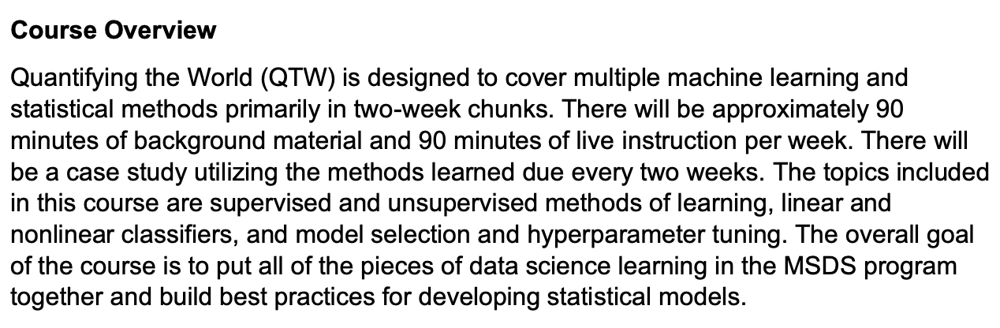 Course Overview
Quantifying the World (QTW) is designed to cover multiple machine learning and
statistical methods primarily in two-week chunks. There will be approximately 90
minutes of background material and 90 minutes of live instruction per week. There will
be a case study utilizing the methods learned due every two weeks. The topics included
in this course are supervised and unsupervised methods of learning, linear and
nonlinear classifiers, and model selection and hyperparameter tuning. The overall goal
of the course is to put all of the pieces of data science learning in the MSDS program
together and build best practices for developing statistical models.